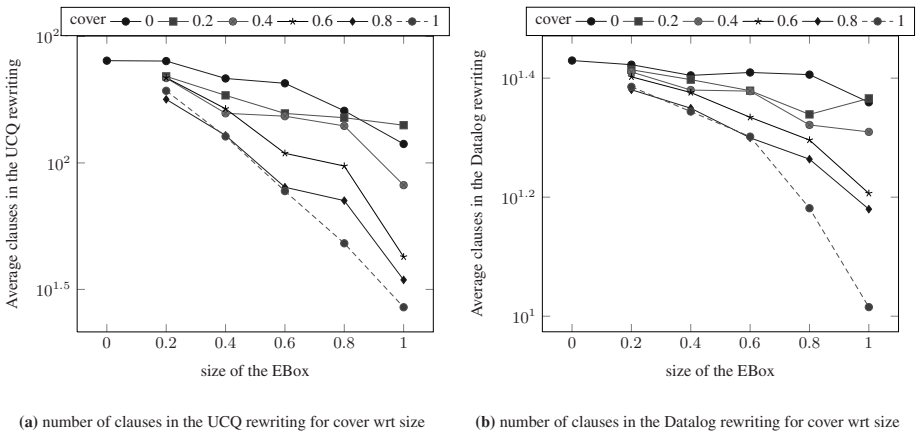 cover 0 0.2 0.4 0.6 0.8 1
10^2
10^2
10^1.5
Average clauses in the UCQ rewriting
0 0.2 0.4 0.6 0.8 1
size of the EBox
(a) number of clauses in the UCQ rewriting for cover wrt size
cover 0 0.2 0.4 0.6 0.8 1
10^1.4
10^1.2
10^1
Average clauses in the Datalog rewriting
0 0.2 0.4 0.6 0.8 1
size of the EBox
(b) number of clauses in the Datalog rewriting for cover wrt size